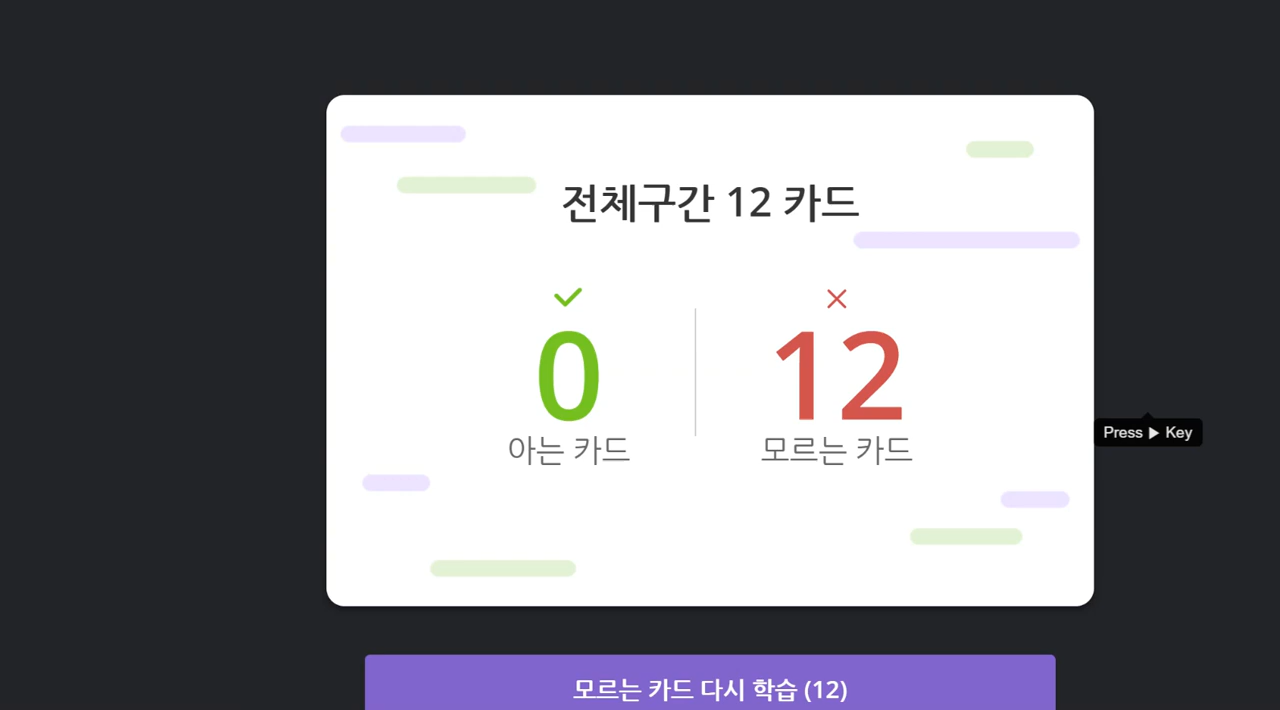 전체구간 12 카드
0
아는 카드
12
모르는 카드
Press ▶ Key
모르는 카드 다시 학습 (12)